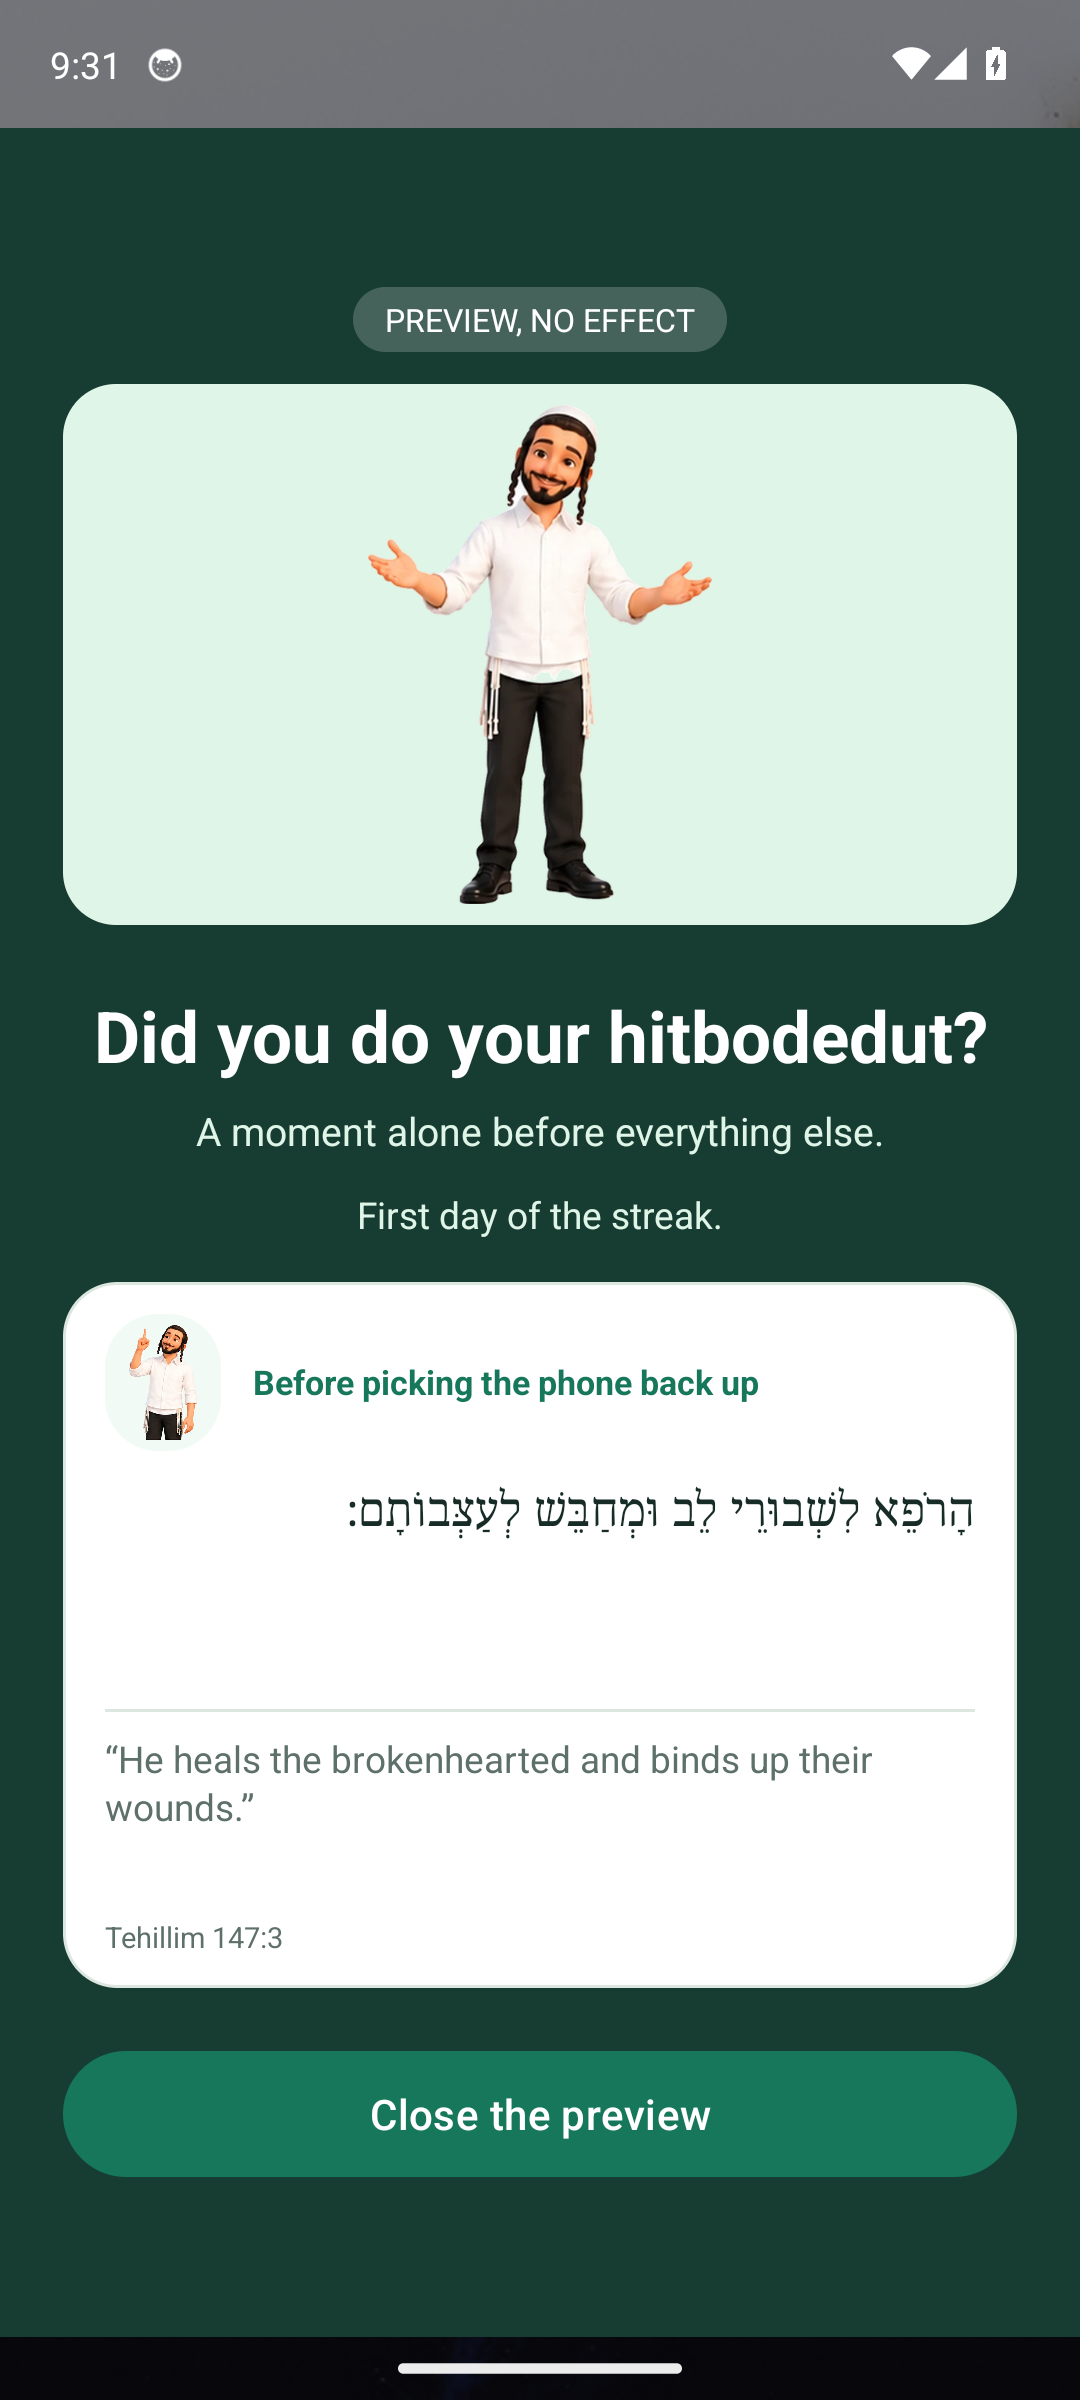 9:31
PREVIEW, NO EFFECT
Did you do your hitbodedut?
A moment alone before everything else.
First day of the streak.
Before picking the phone back up
הָרֹפֵא לִשְׁבוּרֵי לֵב וּמְחַבֵּשׁ לְעַצְּבוֹתָם:
“He heals the brokenhearted and binds up their
wounds.”
Tehillim 147:3
Close the preview